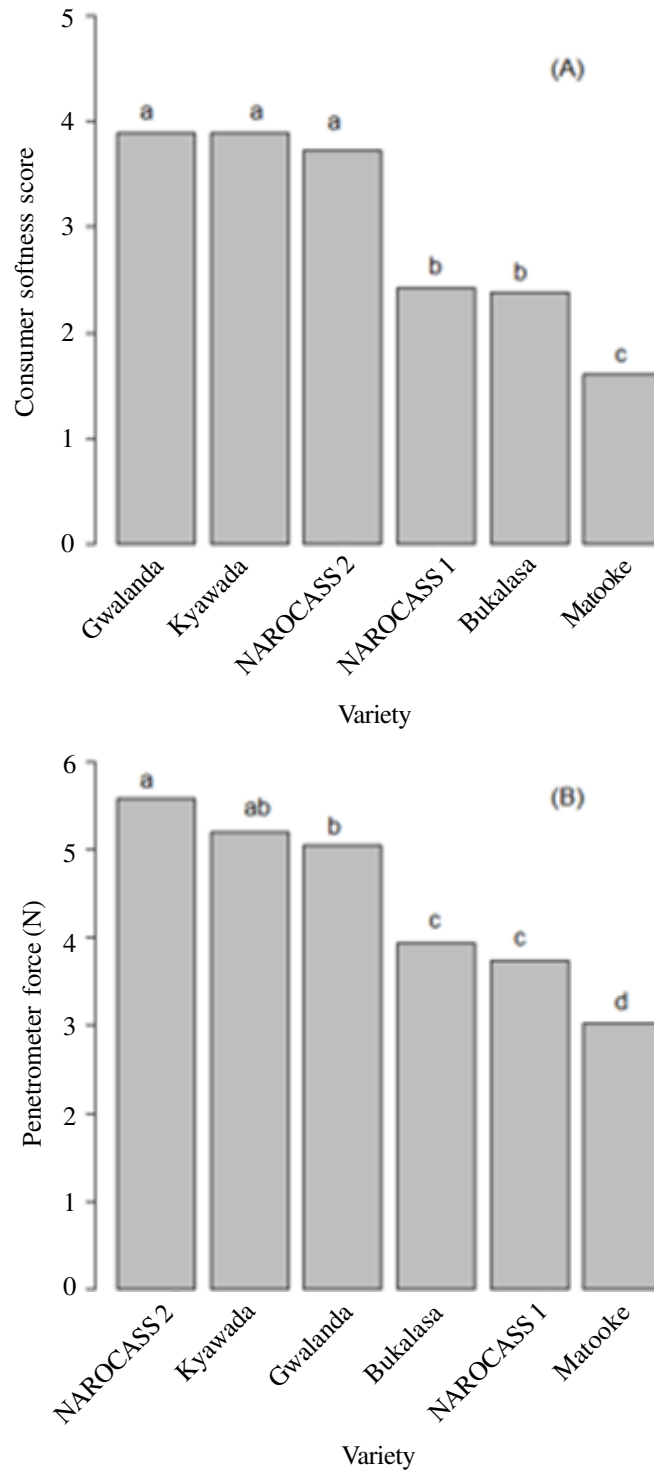 5
(A)
a a a
4
Consumer softness score
3
b b
2
c
1
0
Gwalanda Kyawada NAROCASS 2 NAROCASS 1 Bukalasa Matooke
Variety
6
a (B)
ab b
5
c c
4
Penetrometer force (N)
d
3
2
1
0
NAROCASS 2 Kyawada Gwalanda Bukalasa NAROCASS 1 Matooke
Variety